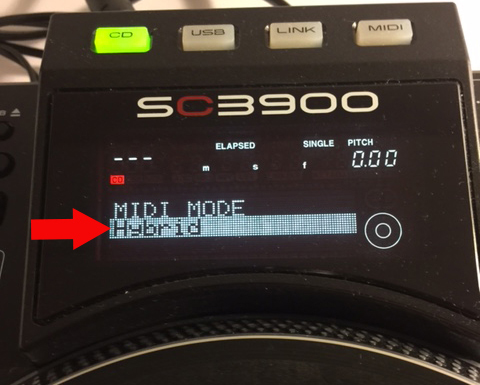 CD USB LINK MIDI
SC3900
ELAPSED SINGLE PITCH
--- m s f 0.00
CD
MIDI MODE
Hybrid